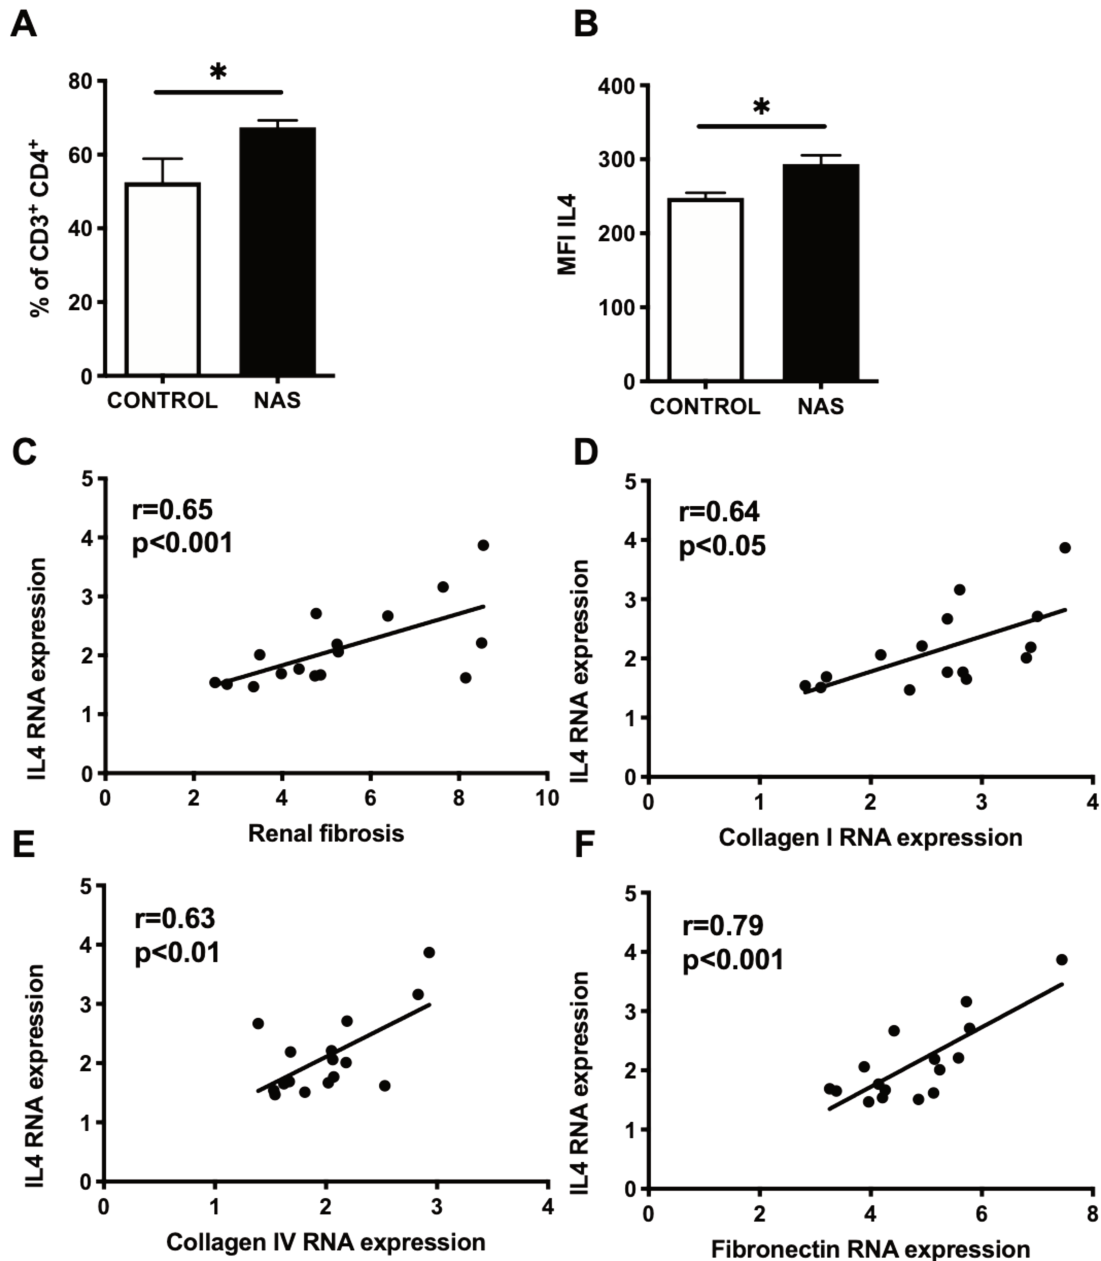 A
B
% of CD3+ CD4+
80
60
40
20
0
*
CONTROL
NAS
MFI IL4
400
300
200
100
0
*
CONTROL
NAS
C
D
IL4 RNA expression
5
4
3
2
1
0
r=0.65
p<0.001
0
2
4
6
8
10
Renal fibrosis
IL4 RNA expression
5
4
3
2
1
0
r=0.64
p<0.05
0
1
2
3
4
Collagen I RNA expression
E
F
IL4 RNA expression
5
4
3
2
1
0
r=0.63
p<0.01
0
1
2
3
4
Collagen IV RNA expression
IL4 RNA expression
5
4
3
2
1
0
r=0.79
p<0.001
0
2
4
6
8
Fibronectin RNA expression